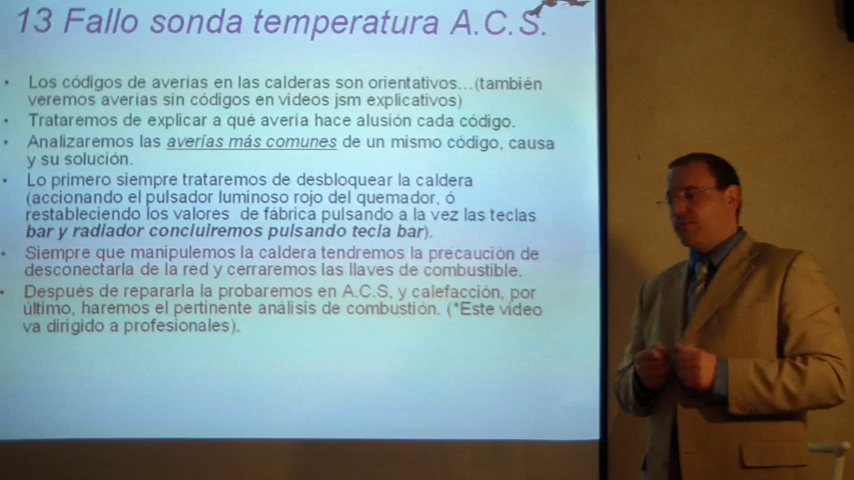 13 Fallo sonda temperatura A.C.S.
• Los códigos de averías en las calderas son orientativos...(también
veremos averías sin códigos en videos jsm explicativos)
• Trataremos de explicar a qué avería hace alusión cada código.
• Analizaremos las averías más comunes de un mismo código, causa
y su solución.
• Lo primero siempre trataremos de desbloquear la caldera
(accionando el pulsador luminoso rojo del quemador, ó
restableciendo los valores de fábrica pulsando a la vez las teclas
bar y radiador concluiremos pulsando tecla bar).
• Siempre que manipulemos la caldera tendremos la precaución de
desconectarla de la red y cerraremos las llaves de combustible.
• Después de repararla la probaremos en A.C.S, y calefacción, por
último, haremos el pertinente análisis de combustión. (*Este video
va dirigido a profesionales).